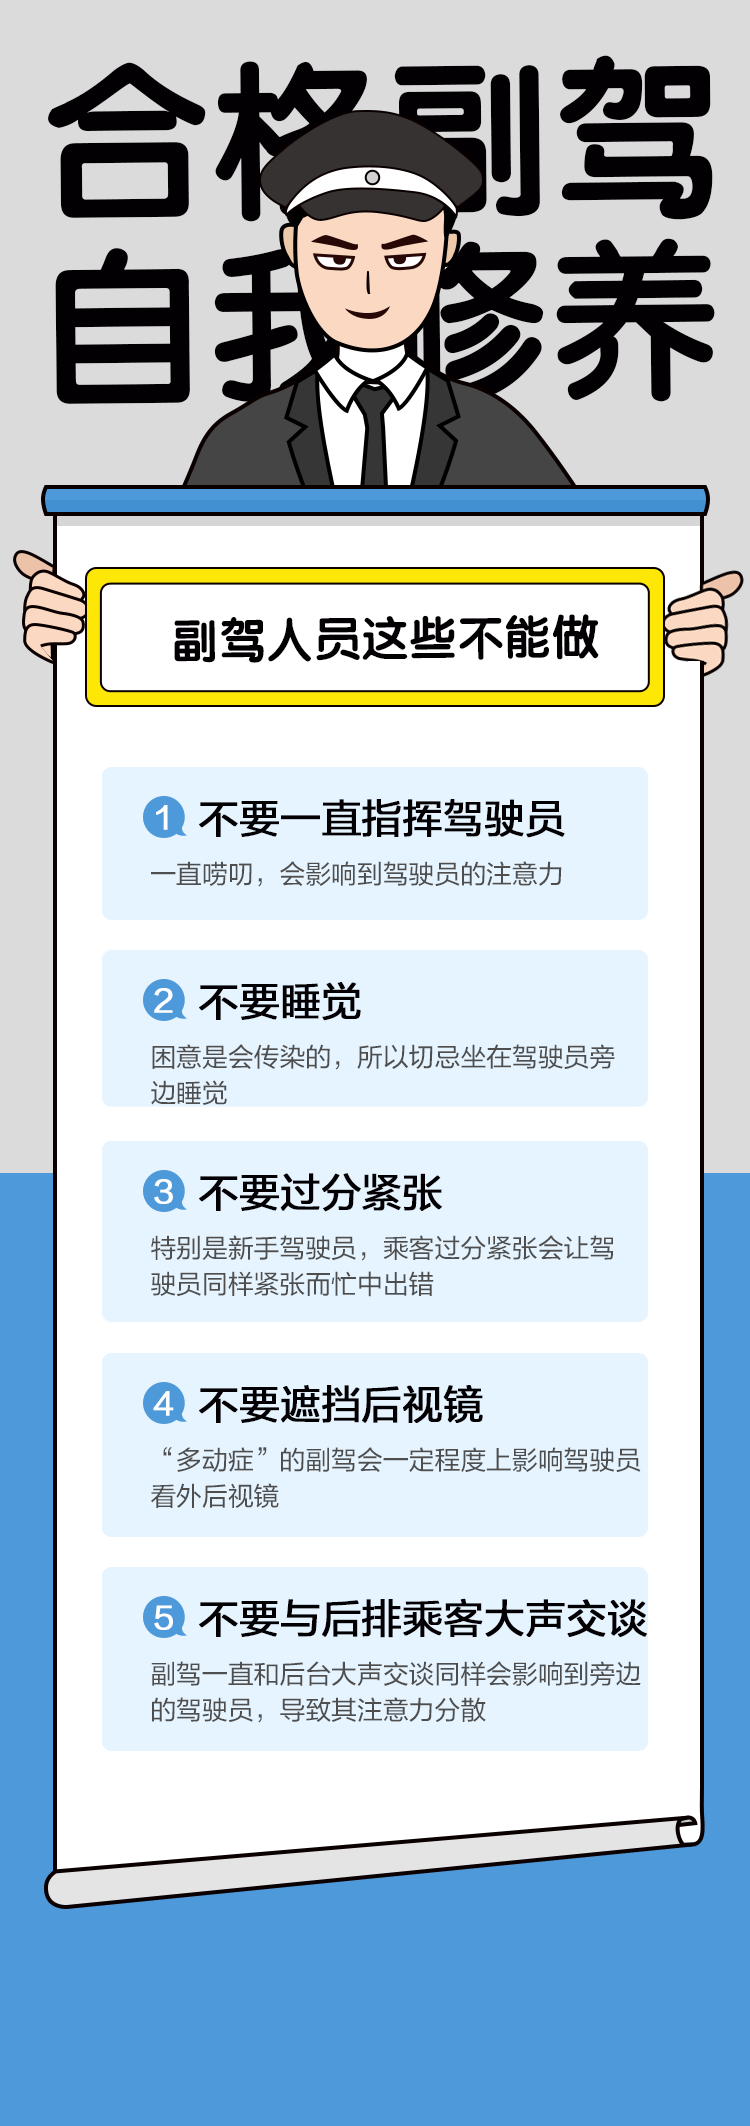 合格副驾
自我修养
副驾人员这些不能做
1 不要一直指挥驾驶员
一直唠叨，会影响到驾驶员的注意力
2 不要睡觉
困意是会传染的，所以切忌坐在驾驶员旁
边睡觉
3 不要过分紧张
特别是新手驾驶员，乘客过分紧张会让驾
驶员同样紧张而忙中出错
4 不要遮挡后视镜
“多动症”的副驾会一定程度上影响驾驶员
看外后视镜
5 不要与后排乘客大声交谈
副驾一直和后台大声交谈同样会影响到旁边
的驾驶员，导致其注意力分散